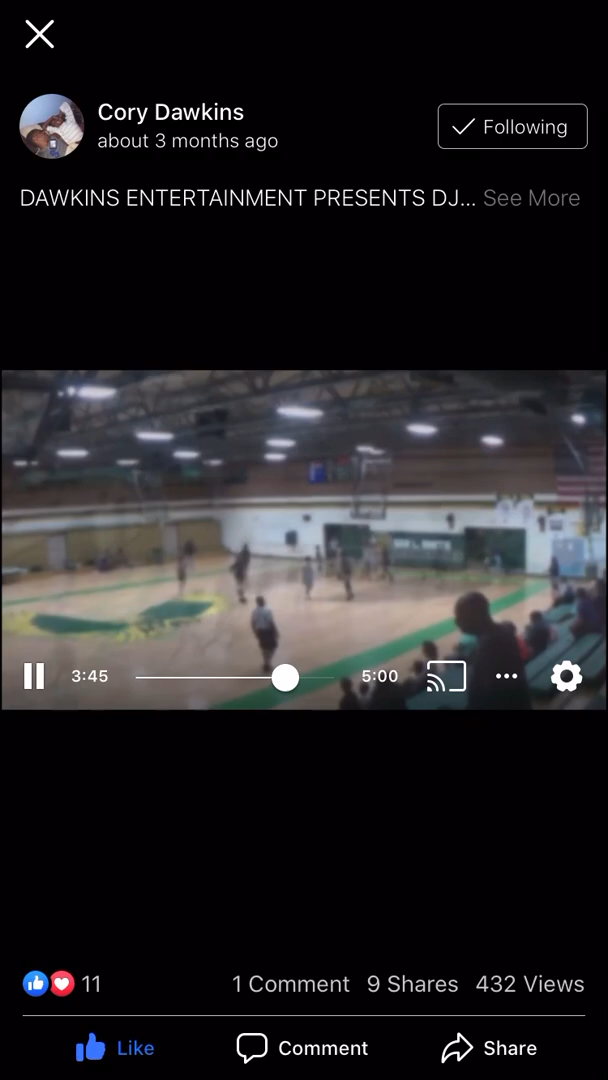 Cory Dawkins
about 3 months ago
Following
DAWKINS ENTERTAINMENT PRESENTS DJ... See More
3:45
5:00
11
1 Comment 9 Shares 432 Views
Like Comment Share